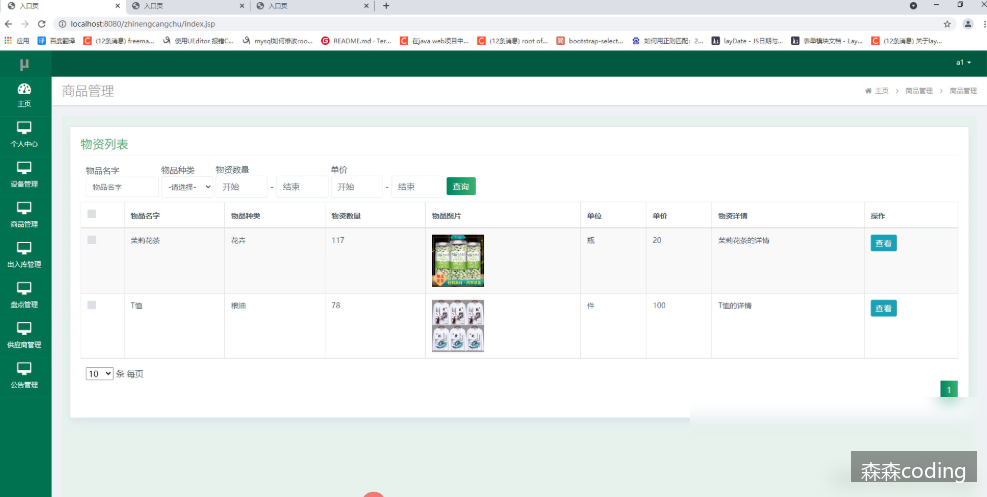 入口页
入口页
入口页
localhost:8080/zhinengcangchu/index.jsp
应用
百度翻译
(12条消息) freema...
使用UEditor 报错C...
mysql如何修改roo...
README.md · Ter...
在java web项目中...
(12条消息) root of...
bootstrap-select...
如何用正则匹配: 2...
layDate - JS日期与...
表单模块文档 - Lay...
(12条消息) 关于lay...
μ
a1
主页
个人中心
设备管理
商品管理
出入库管理
盘点管理
供应商管理
公告管理
商品管理
主页 > 商品管理 > 商品管理
物资列表
物品名字 物品种类 物资数量 单价
物品名字 -请选择- 开始 - 结束 开始 - 结束 查询
物品名字 物品种类 物资数量 物品图片 单位 单价 物资详情 操作
茉莉花茶 花卉 117 瓶 20 茉莉花茶的详情 查看
T恤 粮油 78 件 100 T恤的详情 查看
10 条 每页
1
森森coding